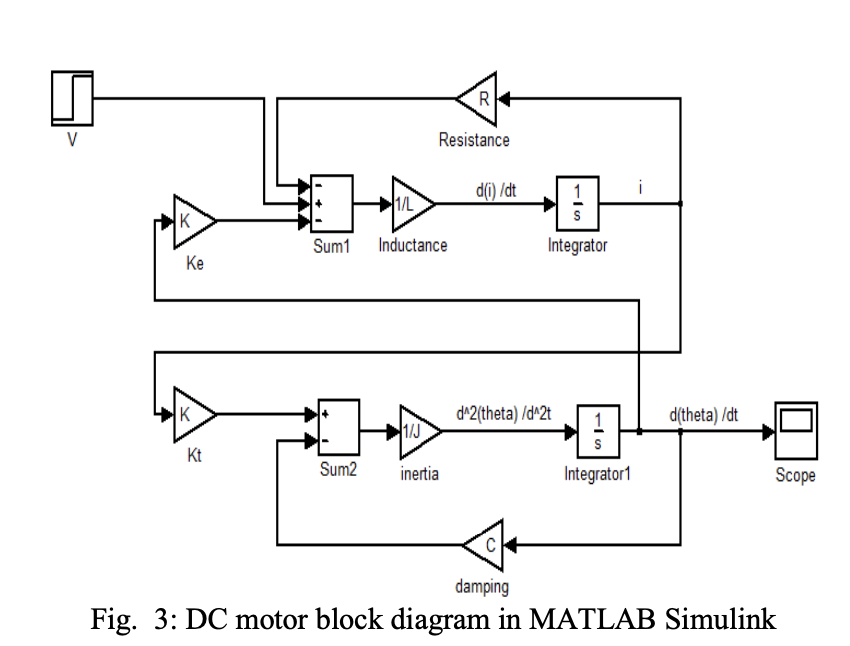 R
V
Resistance
-
+
-
1/L
d(i) /dt
1
s
i
K
Ke
Sum1
Inductance
Integrator
K
Kt
+
-
Sum2
1/J
inertia
d^2(theta) /d^2t
1
s
Integrator1
d(theta) /dt
Scope
C
damping
Fig. 3: DC motor block diagram in MATLAB Simulink